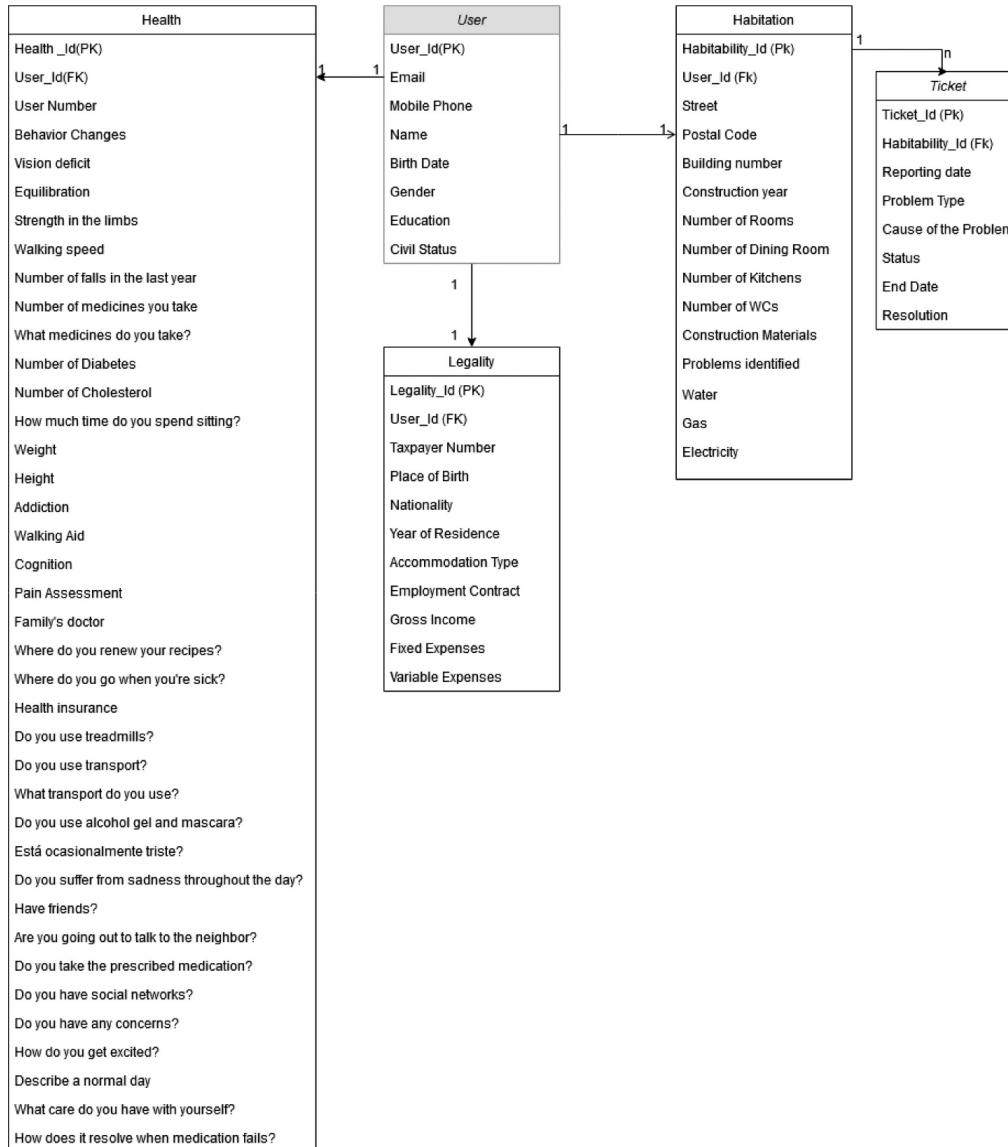 Health
Health _Id(PK)
User_Id(FK)
User Number
Behavior Changes
Vision deficit
Equilibration
Strength in the limbs
Walking speed
Number of falls in the last year
Number of medicines you take
What medicines do you take?
Number of Diabetes
Number of Cholesterol
How much time do you spend sitting?
Weight
Height
Addiction
Walking Aid
Cognition
Pain Assessment
Family's doctor
Where do you renew your recipes?
Where do you go when you're sick?
Health insurance
Do you use treadmills?
Do you use transport?
What transport do you use?
Do you use alcohol gel and mascara?
Está ocasionalmente triste?
Do you suffer from sadness throughout the day?
Have friends?
Are you going out to talk to the neighbor?
Do you take the prescribed medication?
Do you have social networks?
Do you have any concerns?
How do you get excited?
Describe a normal day
What care do you have with yourself?
How does it resolve when medication fails?
1
1
User
User_Id(PK)
Email
Mobile Phone
Name
Birth Date
Gender
Education
Civil Status
1
1
Legality
Legality_Id (PK)
User_Id (FK)
Taxpayer Number
Place of Birth
Nationality
Year of Residence
Accommodation Type
Employment Contract
Gross Income
Fixed Expenses
Variable Expenses
1
1
Habitation
Habitability_Id (Pk)
User_Id (Fk)
Street
Postal Code
Building number
Construction year
Number of Rooms
Number of Dining Room
Number of Kitchens
Number of WCs
Construction Materials
Problems identified
Water
Gas
Electricity
1
n
Ticket
Ticket_Id (Pk)
Habitability_Id (Fk)
Reporting date
Problem Type
Cause of the Problem
Status
End Date
Resolution